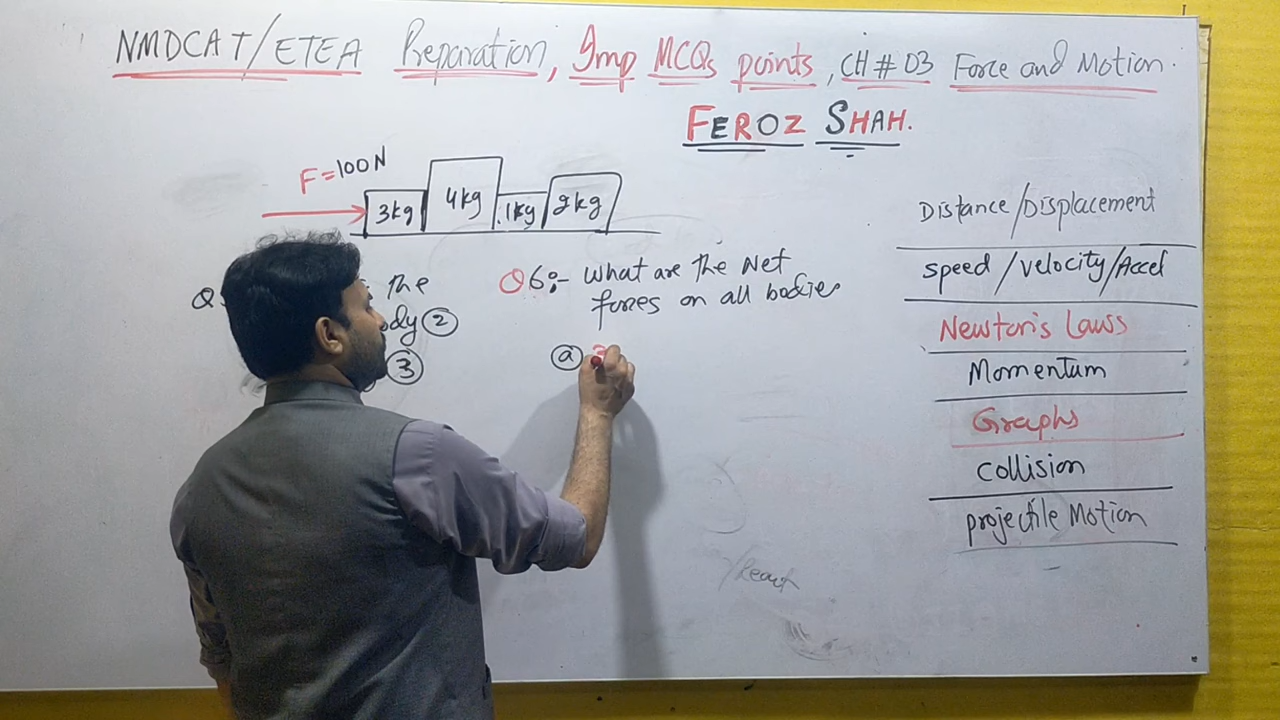 NMDCAT/ETEA Preparation, Imp MCQs points, CH # 03 Force and Motion.
FEROZ SHAH.
F=100N
3kg 4kg 1kg 2kg
Q the
ody ②
③
Q6:- What are the Net
forces on all bodies
ⓐ
Distance/Displacement
speed/velocity/Accel
Newton's Laws
Momentum
Graphs
collision
projectile Motion